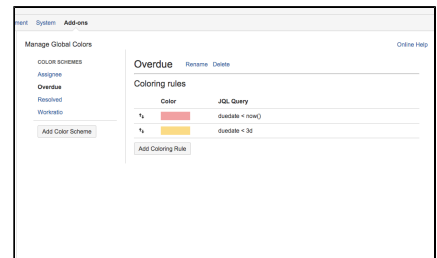 ment System Add-ons
Manage Global Colors Online Help
COLOR SCHEMES
Assignee
Overdue
Resolved
Workratio
Add Color Scheme
Overdue Rename Delete
Coloring rules
Color JQL Query
duedate < now()
duedate < 3d
Add Coloring Rule